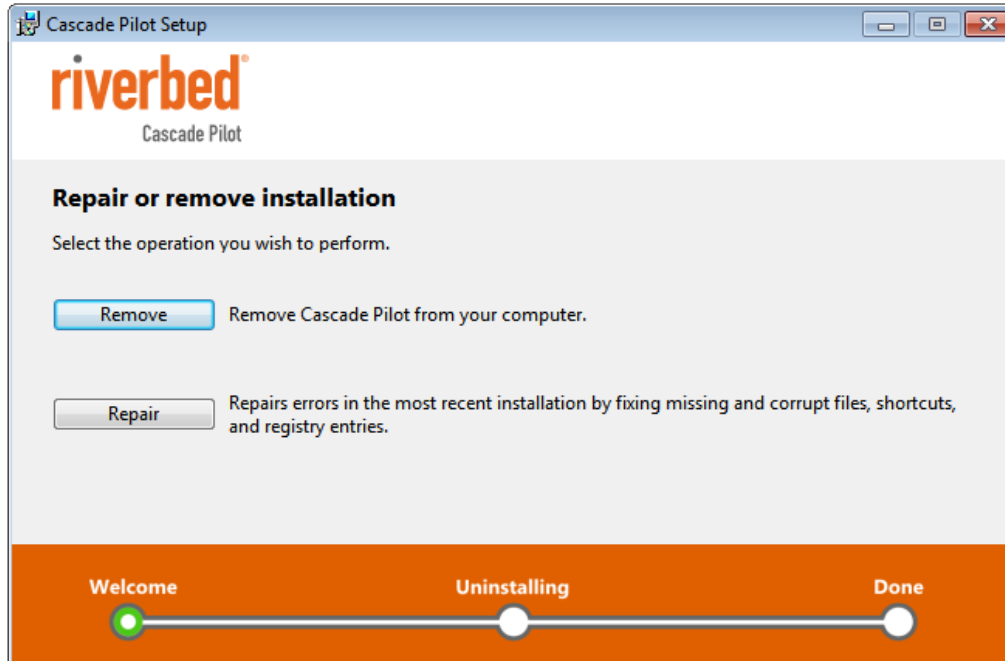 Cascade Pilot Setup
riverbed®
Cascade Pilot
Repair or remove installation
Select the operation you wish to perform.
Remove
Remove Cascade Pilot from your computer.
Repair
Repairs errors in the most recent installation by fixing missing and corrupt files, shortcuts,
and registry entries.
Welcome
Uninstalling
Done